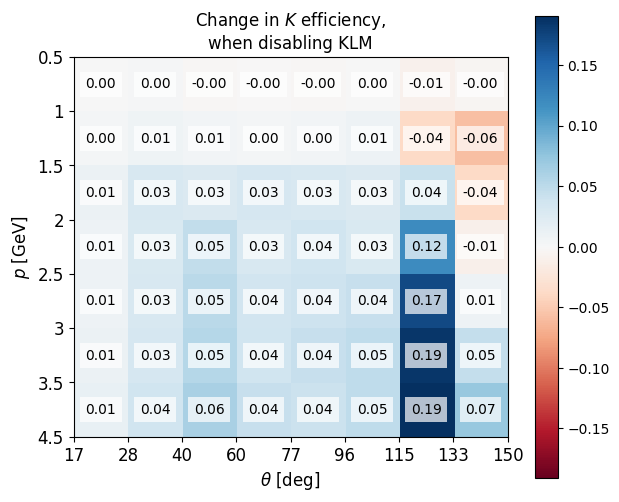 Change in K efficiency,
when disabling KLM
0.5
0.00 0.00 -0.00 -0.00 -0.00 0.00 -0.01 -0.00
1
0.00 0.01 0.01 0.00 0.00 0.01 -0.04 -0.06
1.5
0.01 0.03 0.03 0.03 0.03 0.03 0.04 -0.04
2
0.01 0.03 0.05 0.03 0.04 0.03 0.12 -0.01
2.5
0.01 0.03 0.05 0.04 0.04 0.04 0.17 0.01
3
0.01 0.03 0.05 0.04 0.04 0.05 0.19 0.05
3.5
0.01 0.04 0.06 0.04 0.04 0.05 0.19 0.07
4.5
p [GeV]
17 28 40 60 77 96 115 133 150
θ [deg]
0.15
0.10
0.05
0.00
−0.05
−0.10
−0.15